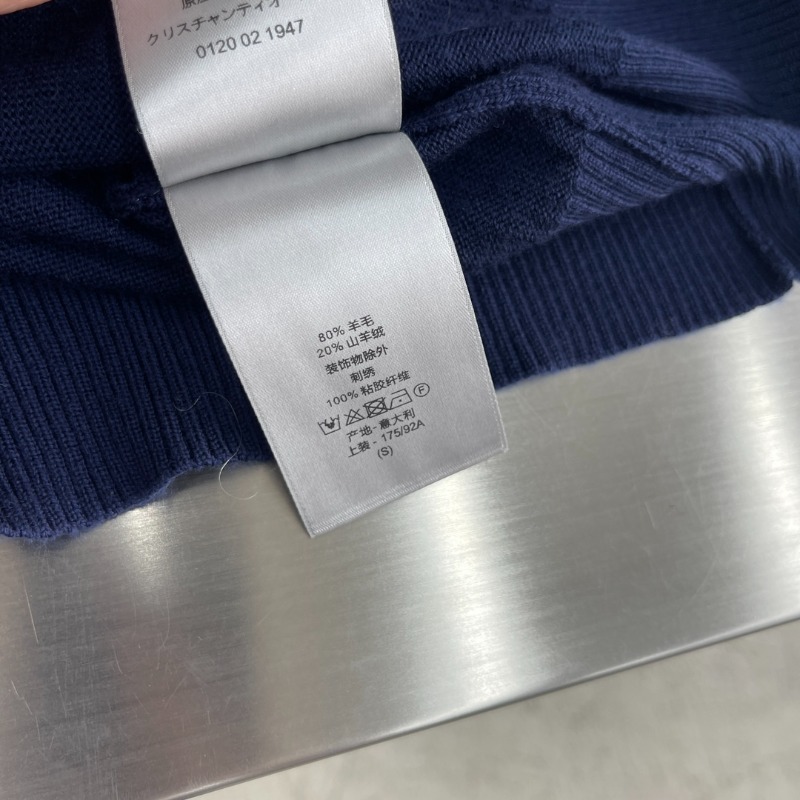 クリスチャンディオ
0120 02 1947
80% 羊毛
20% 山羊绒
装饰物除外
刺绣
100% 粘胶纤维
F
产地- 意大利
上装 - 175/92A
(S)